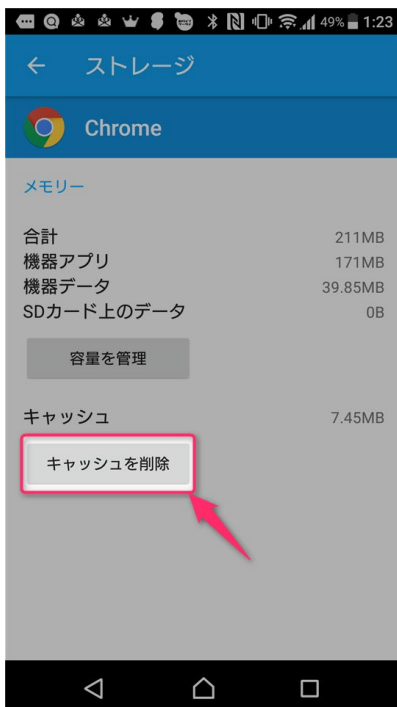 49% 1:23
ストレージ
Chrome
メモリー
合計 211MB
機器アプリ 171MB
機器データ 39.85MB
SDカード上のデータ 0B
容量を管理
キャッシュ 7.45MB
キャッシュを削除